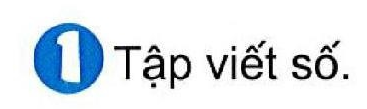 1 Tập viết số.